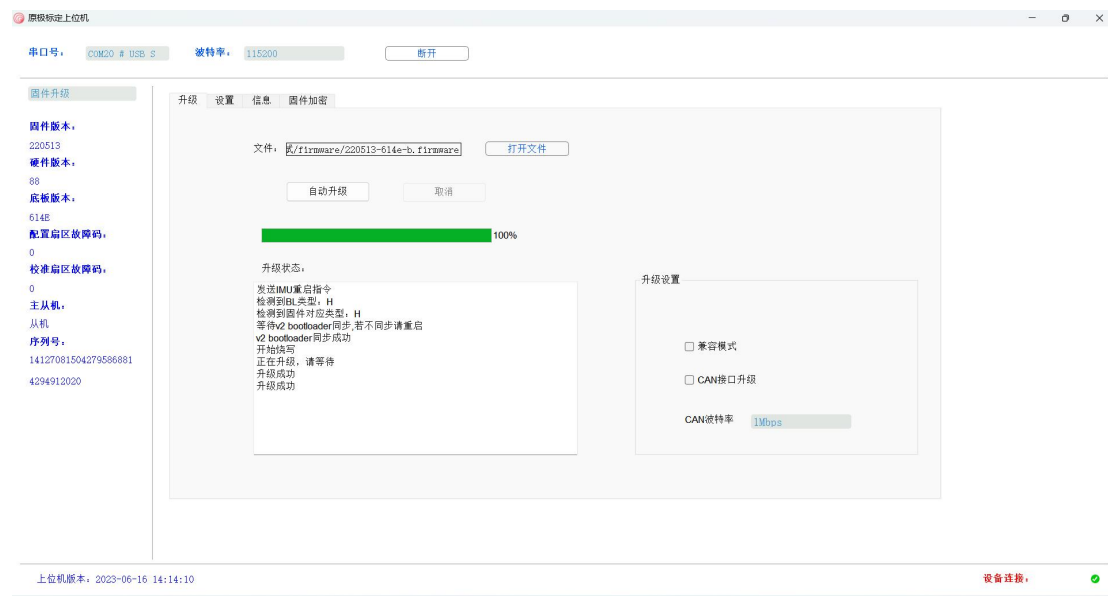 原极标定上位机
串口号： COM20 # USB S 波特率： 115200 断开
固件升级
固件版本：
220513
硬件版本：
88
底板版本：
614E
配置扇区故障码：
0
校准扇区故障码：
0
主从机：
从机
序列号：
14127081504279586881
4294912020
升级 设置 信息 固件加密
文件： 式/firmware/220513-614e-b.firmware 打开文件
自动升级 取消
100%
升级状态：
发送IMU重启指令
检测到BL类型：H
检测到固件对应类型：H
等待v2 bootloader同步,若不同步请重启
v2 bootloader同步成功
开始烧写
正在升级，请等待
升级成功
升级成功
升级设置
兼容模式
CAN接口升级
CAN波特率 1Mbps
上位机版本：2023-06-16 14:14:10 设备连接：